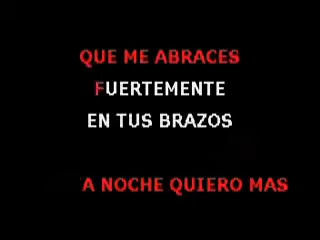 QUE ME ABRACES
FUERTEMENTE
EN TUS BRAZOS
A NOCHE QUIERO MAS